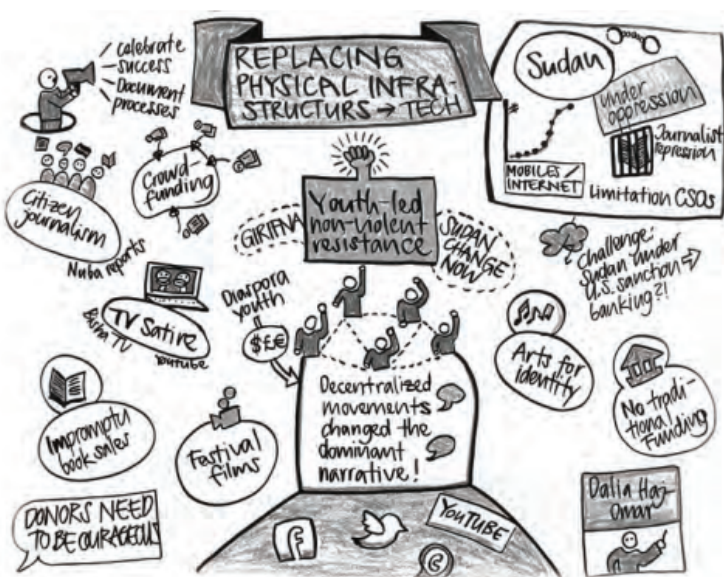 celebrate
success
Document
processes
REPLACING
PHYSICAL INFRA-
STRUCTURS → TECH
Sudan
Under
oppression
Journalist
repression
MOBILES /
INTERNET
Limitation CSOs
Citizen
journalism
Nuba reports
Crowd-
funding
GIRIFNA
Youth-led
non-violent
resistance
SUDAN
CHANGE
NOW
Challenge:
Sudan under
U.S. sanction ⇒
banking?!
TV Satire
Bisha TV
Youtube
Diaspora
youth
$£€
Arts for
identity
No tradi-
tional
Funding
Impromptu
book sales
Festival
films
Decentralized
movements
changed the
dominant
narrative!
DONORS NEED
TO BE COURAGEOUS
f
YOUTUBE
Dalia Haj-
Omar